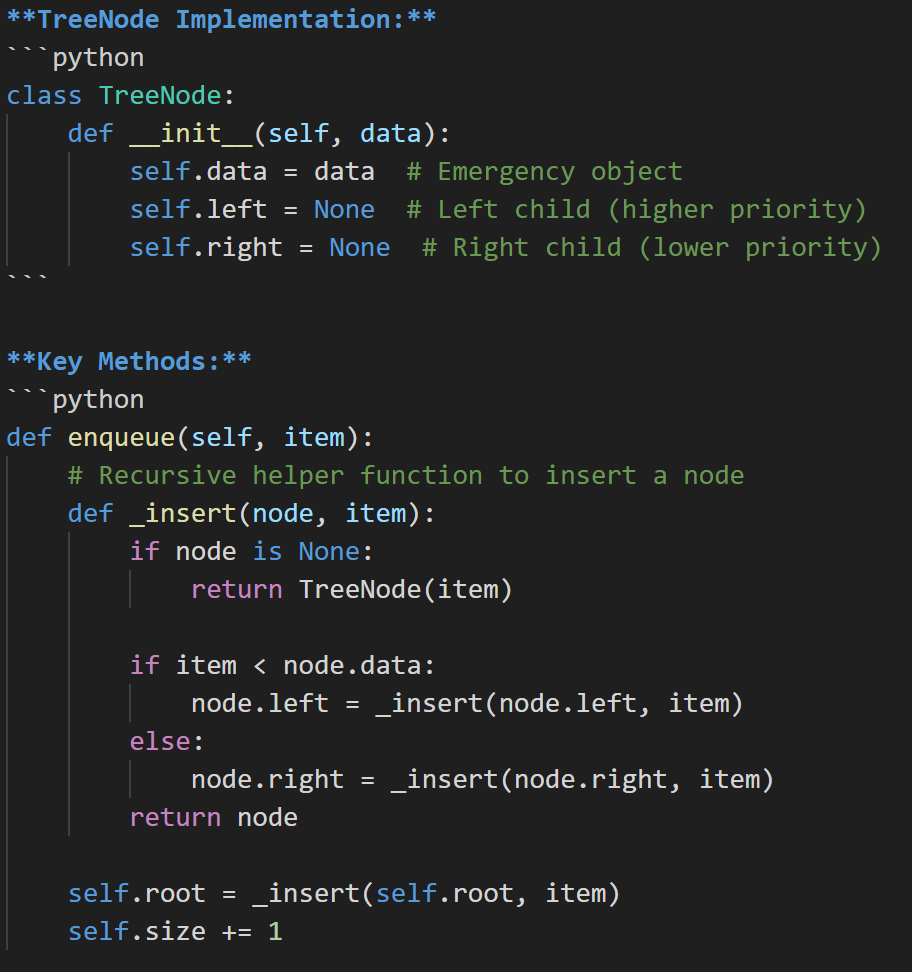 **TreeNode Implementation:**
```python
class TreeNode:
    def __init__(self, data):
        self.data = data  # Emergency object
        self.left = None  # Left child (higher priority)
        self.right = None  # Right child (lower priority)
```
**Key Methods:**
```python
def enqueue(self, item):
    # Recursive helper function to insert a node
    def _insert(node, item):
        if node is None:
            return TreeNode(item)
        if item < node.data:
            node.left = _insert(node.left, item)
        else:
            node.right = _insert(node.right, item)
        return node
    self.root = _insert(self.root, item)
    self.size += 1